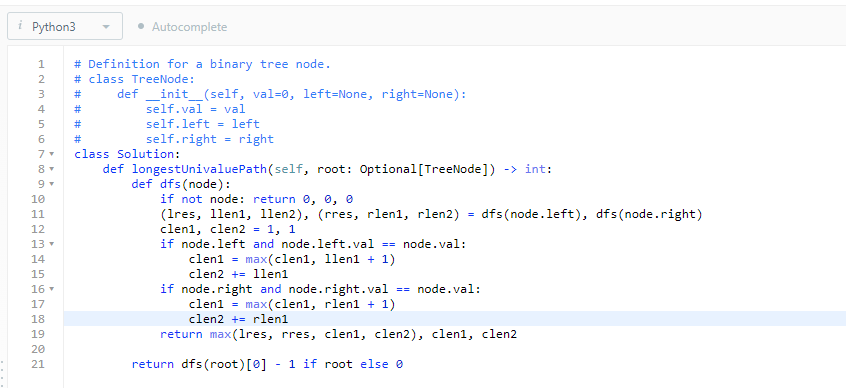 i Python3 Autocomplete
1 # Definition for a binary tree node.
2 # class TreeNode:
3 #     def __init__(self, val=0, left=None, right=None):
4 #         self.val = val
5 #         self.left = left
6 #         self.right = right
7 class Solution:
8     def longestUnivaluePath(self, root: Optional[TreeNode]) -> int:
9         def dfs(node):
10             if not node: return 0, 0, 0
11             (lres, llen1, llen2), (rres, rlen1, rlen2) = dfs(node.left), dfs(node.right)
12             clen1, clen2 = 1, 1
13             if node.left and node.left.val == node.val:
14                 clen1 = max(clen1, llen1 + 1)
15                 clen2 += llen1
16             if node.right and node.right.val == node.val:
17                 clen1 = max(clen1, rlen1 + 1)
18                 clen2 += rlen1
19             return max(lres, rres, clen1, clen2), clen1, clen2
20
21         return dfs(root)[0] - 1 if root else 0